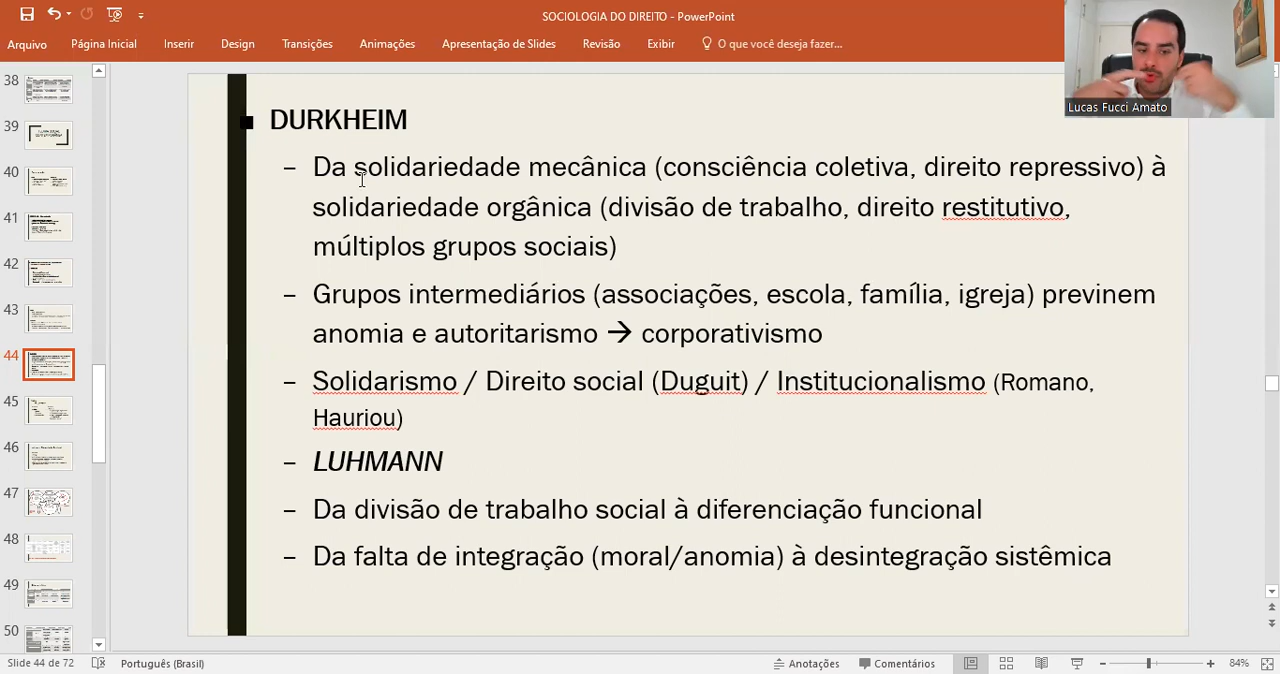 SOCIOLOGIA DO DIREITO - PowerPoint
Arquivo Página Inicial Inserir Design Transições Animações Apresentação de Slides Revisão Exibir O que você deseja fazer...
Lucas Fucci Amato
38
39
40
41
42
43
44
45
46
47
48
49
50
■ DURKHEIM
– Da solidariedade mecânica (consciência coletiva, direito repressivo) à
solidariedade orgânica (divisão de trabalho, direito restitutivo,
múltiplos grupos sociais)
– Grupos intermediários (associações, escola, família, igreja) previnem
anomia e autoritarismo → corporativismo
– Solidarismo / Direito social (Duguit) / Institucionalismo (Romano,
Hauriou)
– LUHMANN
– Da divisão de trabalho social à diferenciação funcional
– Da falta de integração (moral/anomia) à desintegração sistêmica
Slide 44 de 72 Português (Brasil) Anotações Comentários 84%